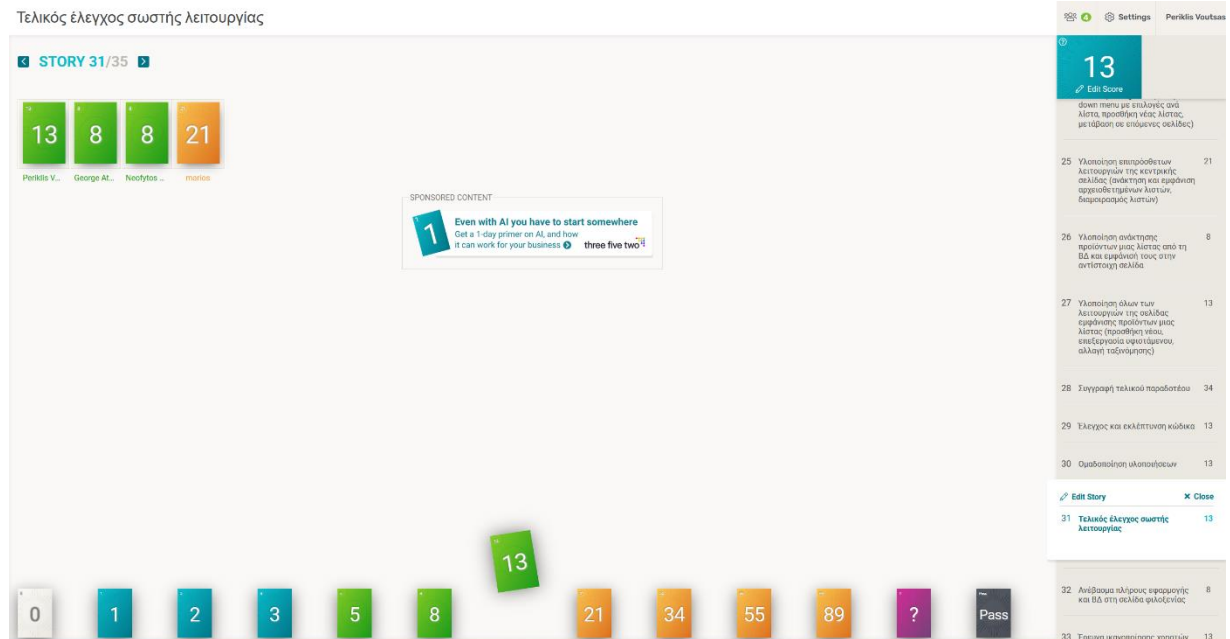 Τελικός έλεγχος σωστής λειτουργίας
4 Settings Periklis Voutsas
STORY 31/35
13
8
8
21
Periklis V...
George At...
Neofytos ...
marios
SPONSORED CONTENT
1
Even with AI you have to start somewhere
Get a 1-day primer on AI, and how
it can work for your business
three five two
13
0
1
2
3
5
8
21
34
55
89
?
Pass
13
Edit Score
down menu με επιλογές ανά
λίστα, προσθήκη νέας λίστας,
μετάβαση σε επόμενες σελίδες)
25 Υλοποίηση επιπρόσθετων 21
λειτουργιών της κεντρικής
σελίδας (ανάκτηση και εμφάνιση
αρχειοθετημένων λιστών,
διαμοιρασμός λιστών)
26 Υλοποίηση ανάκτησης 8
προϊόντων μιας λίστας από τη
ΒΔ και εμφάνισή τους στην
αντίστοιχη σελίδα
27 Υλοποίηση όλων των 13
λειτουργιών της σελίδας
εμφάνισης προϊόντων μιας
λίστας (προσθήκη νέου,
επεξεργασία υφιστάμενου,
αλλαγή ταξινόμησης)
28 Συγγραφή τελικού παραδοτέου 34
29 Έλεγχος και εκλέπτυνση κώδικα 13
30 Ομαδοποίηση υλοποιήσεων 13
Edit Story Close
31 Τελικός έλεγχος σωστής 13
λειτουργίας
32 Ανέβασμα πλήρους εφαρμογής 8
και ΒΔ στη σελίδα φιλοξενίας
33 Έρευνα ικανοποίησης χρηστών 13